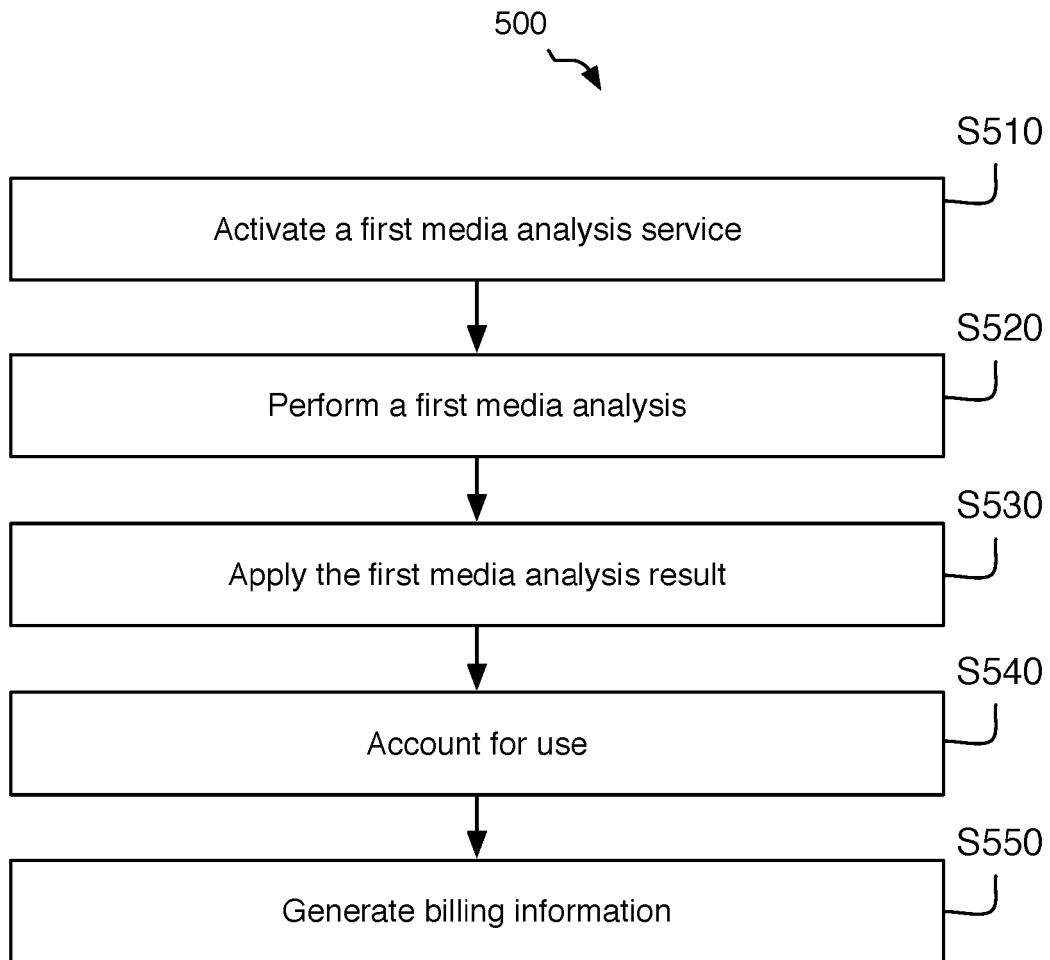 500
S510
Activate a first media analysis service
S520
Perform a first media analysis
S530
Apply the first media analysis result
S540
Account for use
S550
Generate billing information